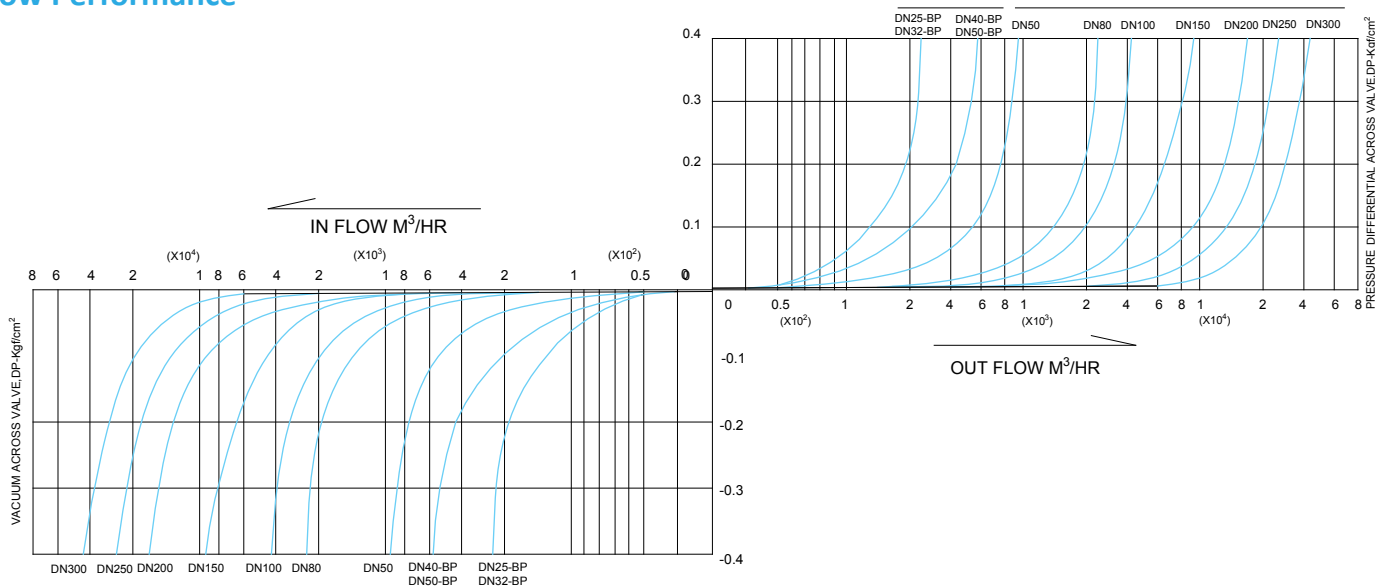 ow Performance
DN25-BP DN40-BP DN50 DN80 DN100 DN150 DN200 DN250 DN300
DN32-BP DN50-BP
0.4
0.3
0.2
0.1
PRESSURE DIFFERENTIAL ACROSS VALVE,DP-Kgf/cm²
0 0.5 1 2 4 6 8 1 2 4 6 8 1 2 4 6 8
(X10²) (X10³) (X10⁴)
OUT FLOW M³/HR
IN FLOW M³/HR
(X10⁴) (X10³) (X10²)
8 6 4 2 1 8 6 4 2 1 8 6 4 2 1 0.5 0
VACUUM ACROSS VALVE,DP-Kgf/cm²
-0.1
-0.2
-0.3
-0.4
DN300 DN250 DN200 DN150 DN100 DN80 DN50 DN40-BP DN25-BP
DN50-BP DN32-BP